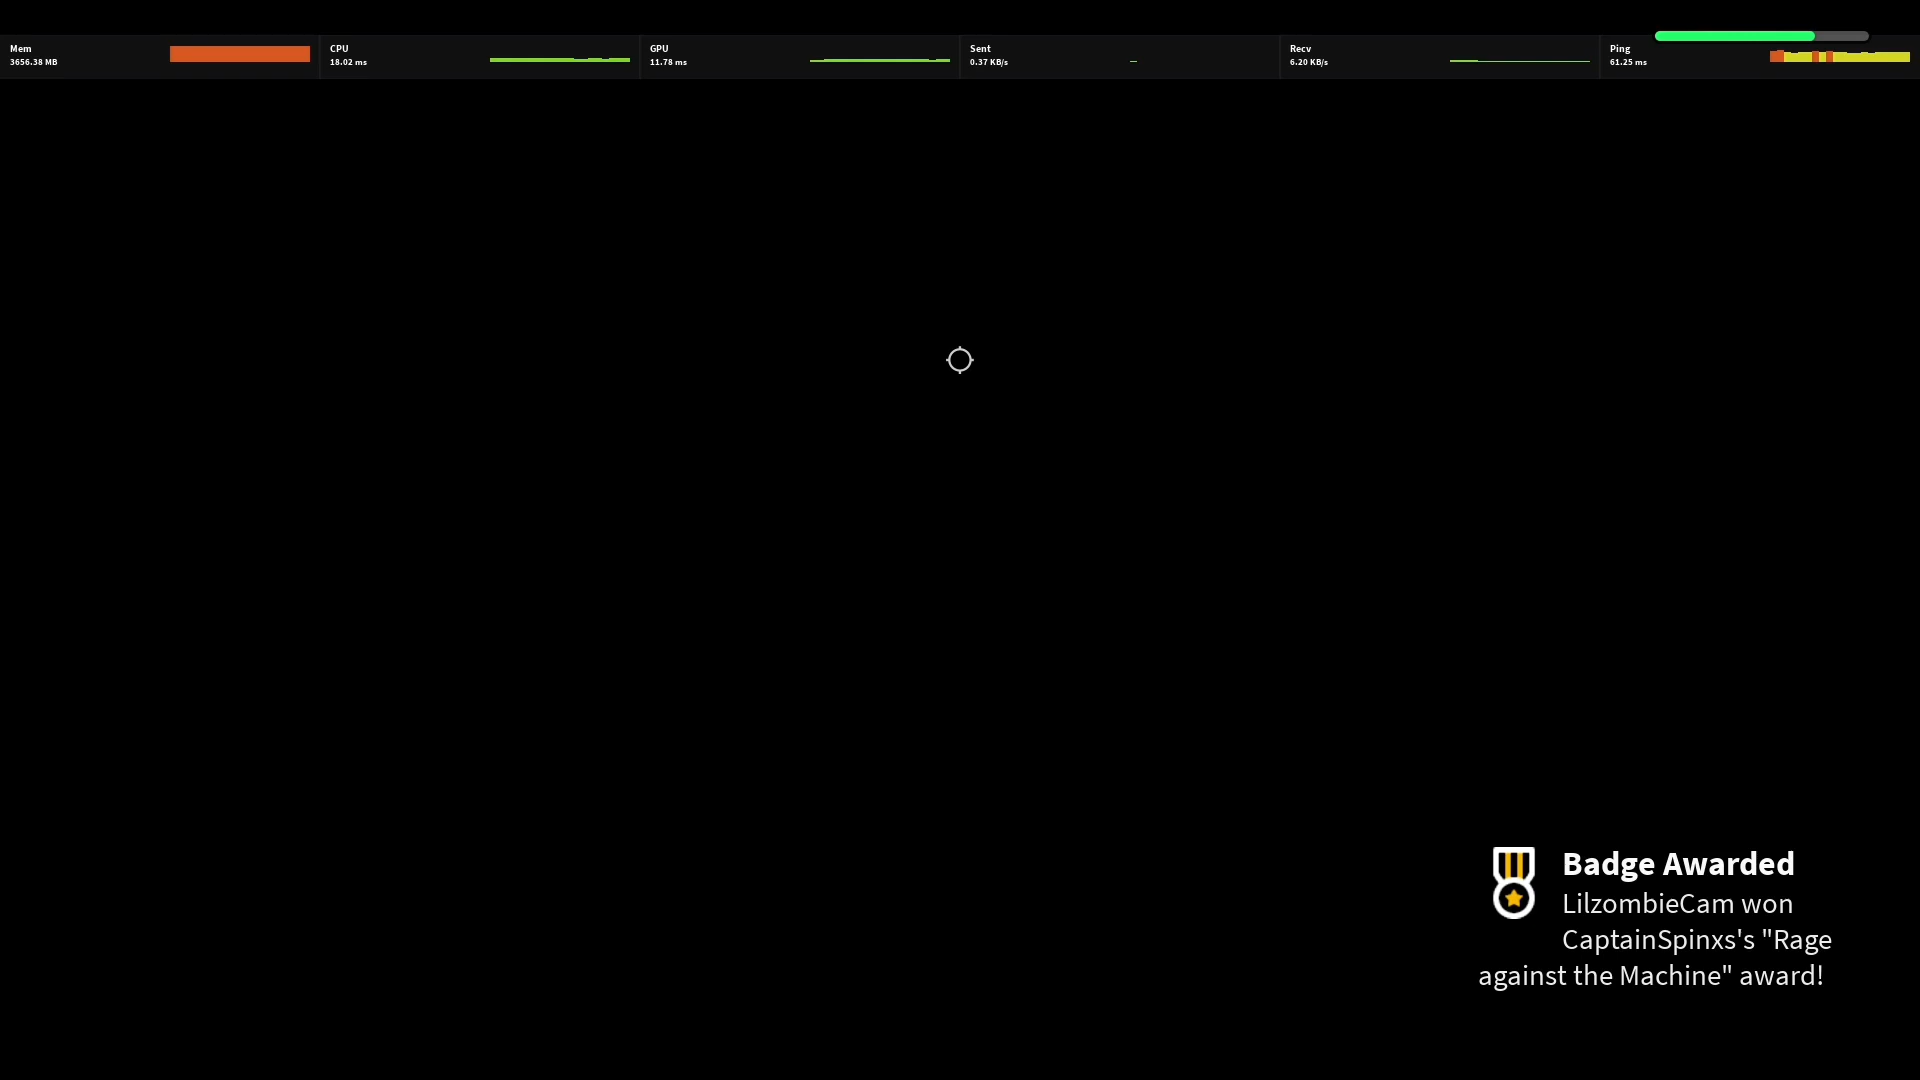 Mem
3656.38 MB
CPU
18.02 ms
GPU
11.78 ms
Sent
0.37 KB/s
Recv
6.20 KB/s
Ping
61.25 ms
Badge Awarded
LilzombieCam won
CaptainSpinxs's "Rage
against the Machine" award!